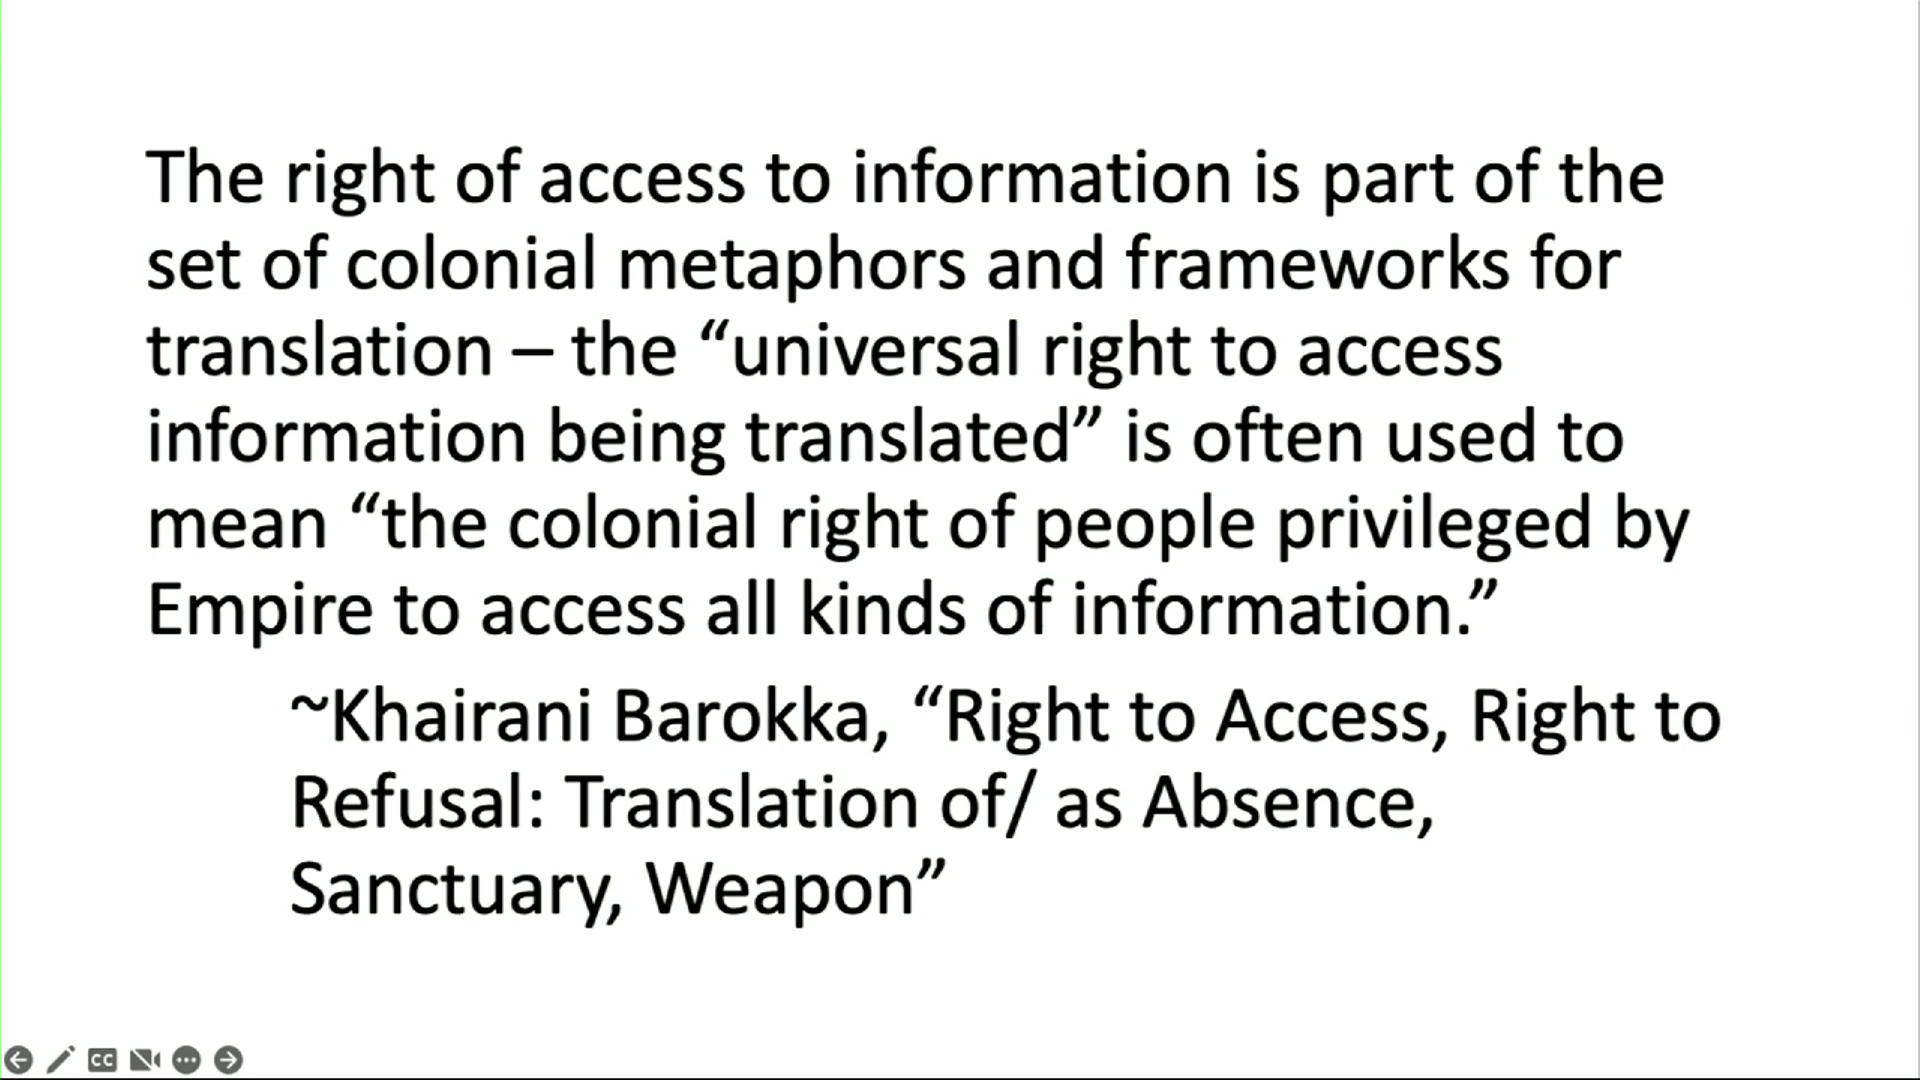 The right of access to information is part of the
set of colonial metaphors and frameworks for
translation – the “universal right to access
information being translated” is often used to
mean “the colonial right of people privileged by
Empire to access all kinds of information.”
~Khairani Barokka, “Right to Access, Right to
Refusal: Translation of/ as Absence,
Sanctuary, Weapon”
CC